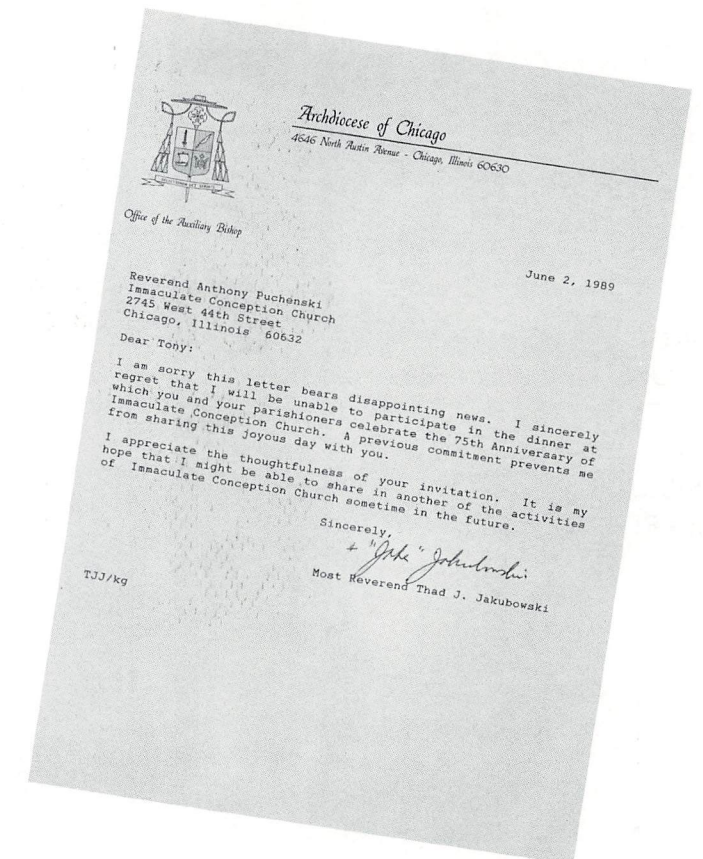 Archdiocese of Chicago
4646 North Austin Avenue - Chicago, Illinois 60630
Office of the Auxiliary Bishop
June 2, 1989
Reverend Anthony Puchenski
Immaculate Conception Church
2745 West 44th Street
Chicago, Illinois 60632
Dear Tony:
I am sorry this letter bears disappointing news. I sincerely
regret that I will be unable to participate in the dinner at
which you and your parishioners celebrate the 75th Anniversary of
Immaculate Conception Church. A previous commitment prevents me
from sharing this joyous day with you.
I appreciate the thoughtfulness of your invitation. It is my
hope that I might be able to share in another of the activities
of Immaculate Conception Church sometime in the future.
Sincerely,
+ "Jake" Jakubowski
Most Reverend Thad J. Jakubowski
TJJ/kg